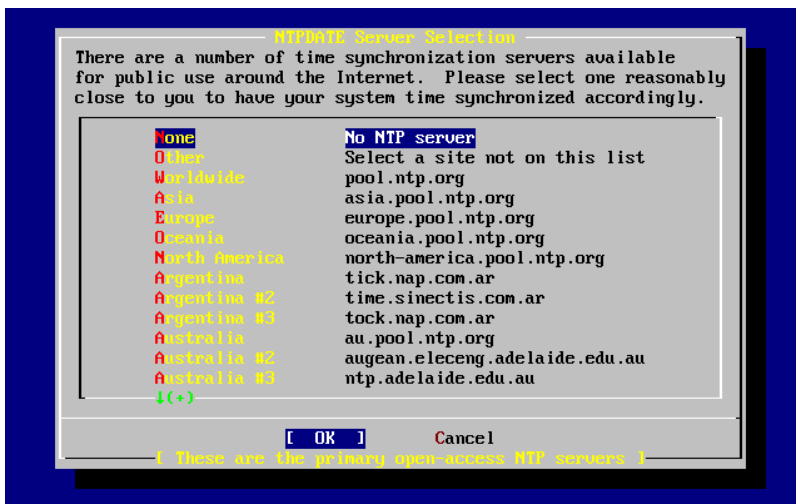 NTPDATE Server Selection
There are a number of time synchronization servers available
for public use around the Internet.  Please select one reasonably
close to you to have your system time synchronized accordingly.
None No NTP server
Other Select a site not on this list
Worldwide pool.ntp.org
Asia asia.pool.ntp.org
Europe europe.pool.ntp.org
Oceania oceania.pool.ntp.org
North America north-america.pool.ntp.org
Argentina tick.nap.com.ar
Argentina #2 time.sinectis.com.ar
Argentina #3 tock.nap.com.ar
Australia au.pool.ntp.org
Australia #2 augean.eleceng.adelaide.edu.au
Australia #3 ntp.adelaide.edu.au
↓(+)
[ OK ] Cancel
[ These are the primary open-access NTP servers ]